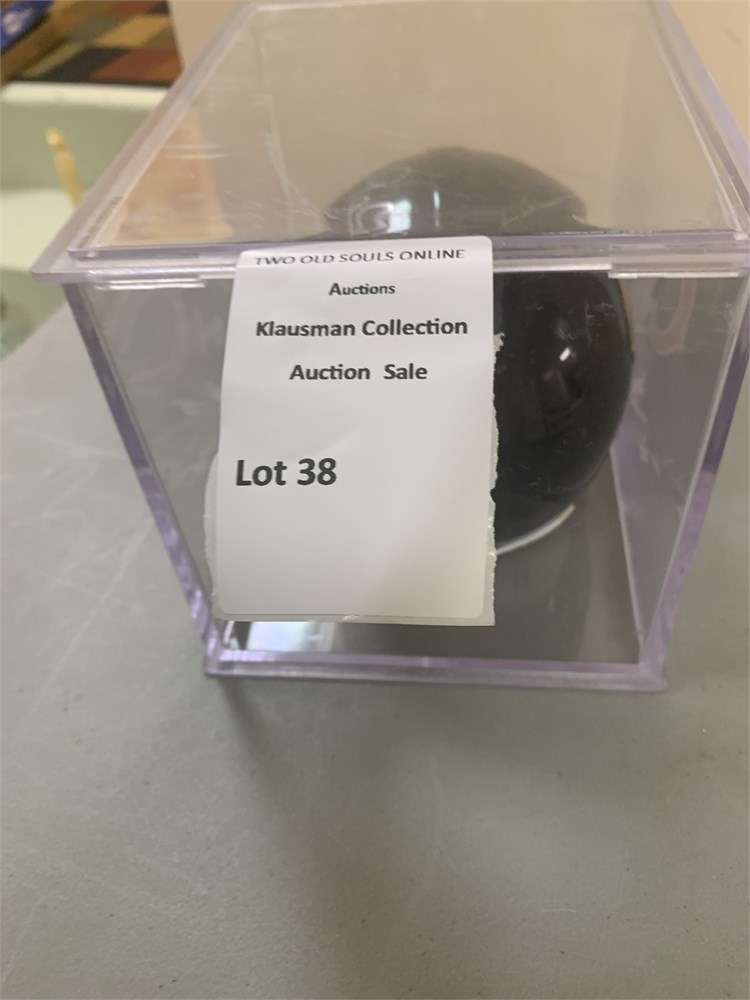 TWO OLD SOULS ONLINE
Auctions
Klausman Collection
Auction Sale
Lot 38